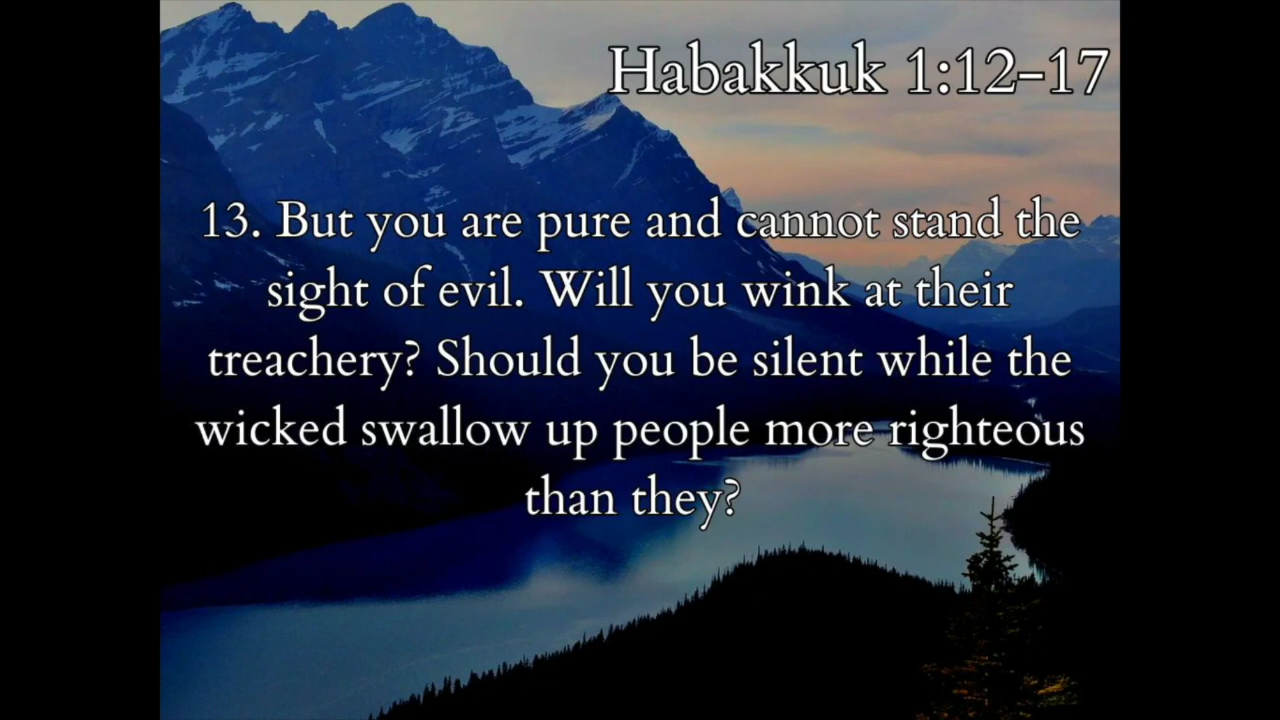 Habakkuk 1:12-17
13. But you are pure and cannot stand the
sight of evil. Will you wink at their
treachery? Should you be silent while the
wicked swallow up people more righteous
than they?